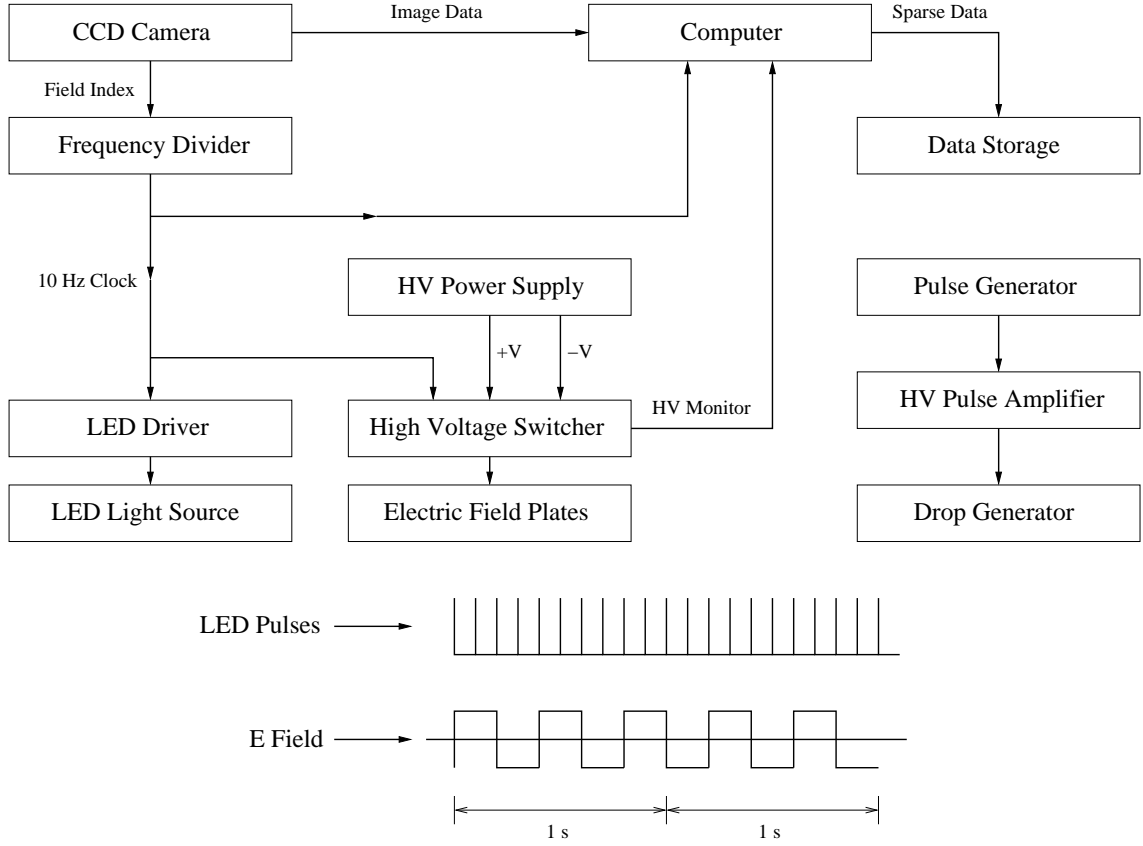 CCD Camera
Image Data
Computer
Sparse Data
Field Index
Frequency Divider
Data Storage
10 Hz Clock
HV Power Supply
Pulse Generator
+V
−V
LED Driver
High Voltage Switcher
HV Monitor
HV Pulse Amplifier
LED Light Source
Electric Field Plates
Drop Generator
LED Pulses
E Field
1 s
1 s